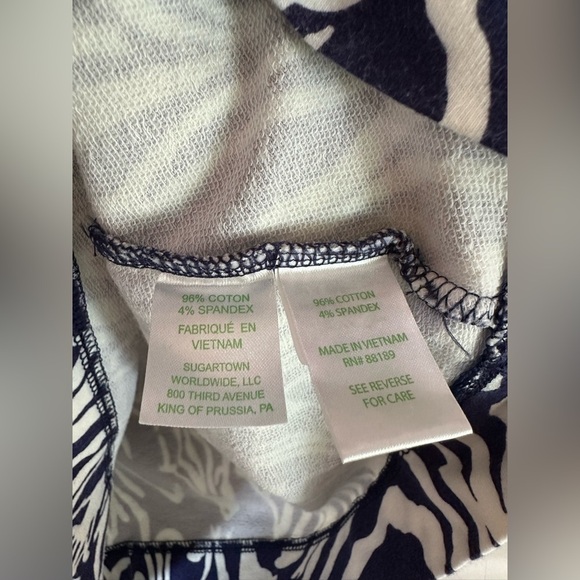 96% COTON
4% SPANDEX
FABRIQUÉ EN
VIETNAM
SUGARTOWN
WORLDWIDE, LLC
800 THIRD AVENUE
KING OF PRUSSIA, PA
96% COTTON
4% SPANDEX
MADE IN VIETNAM
RN# 88189
SEE REVERSE
FOR CARE